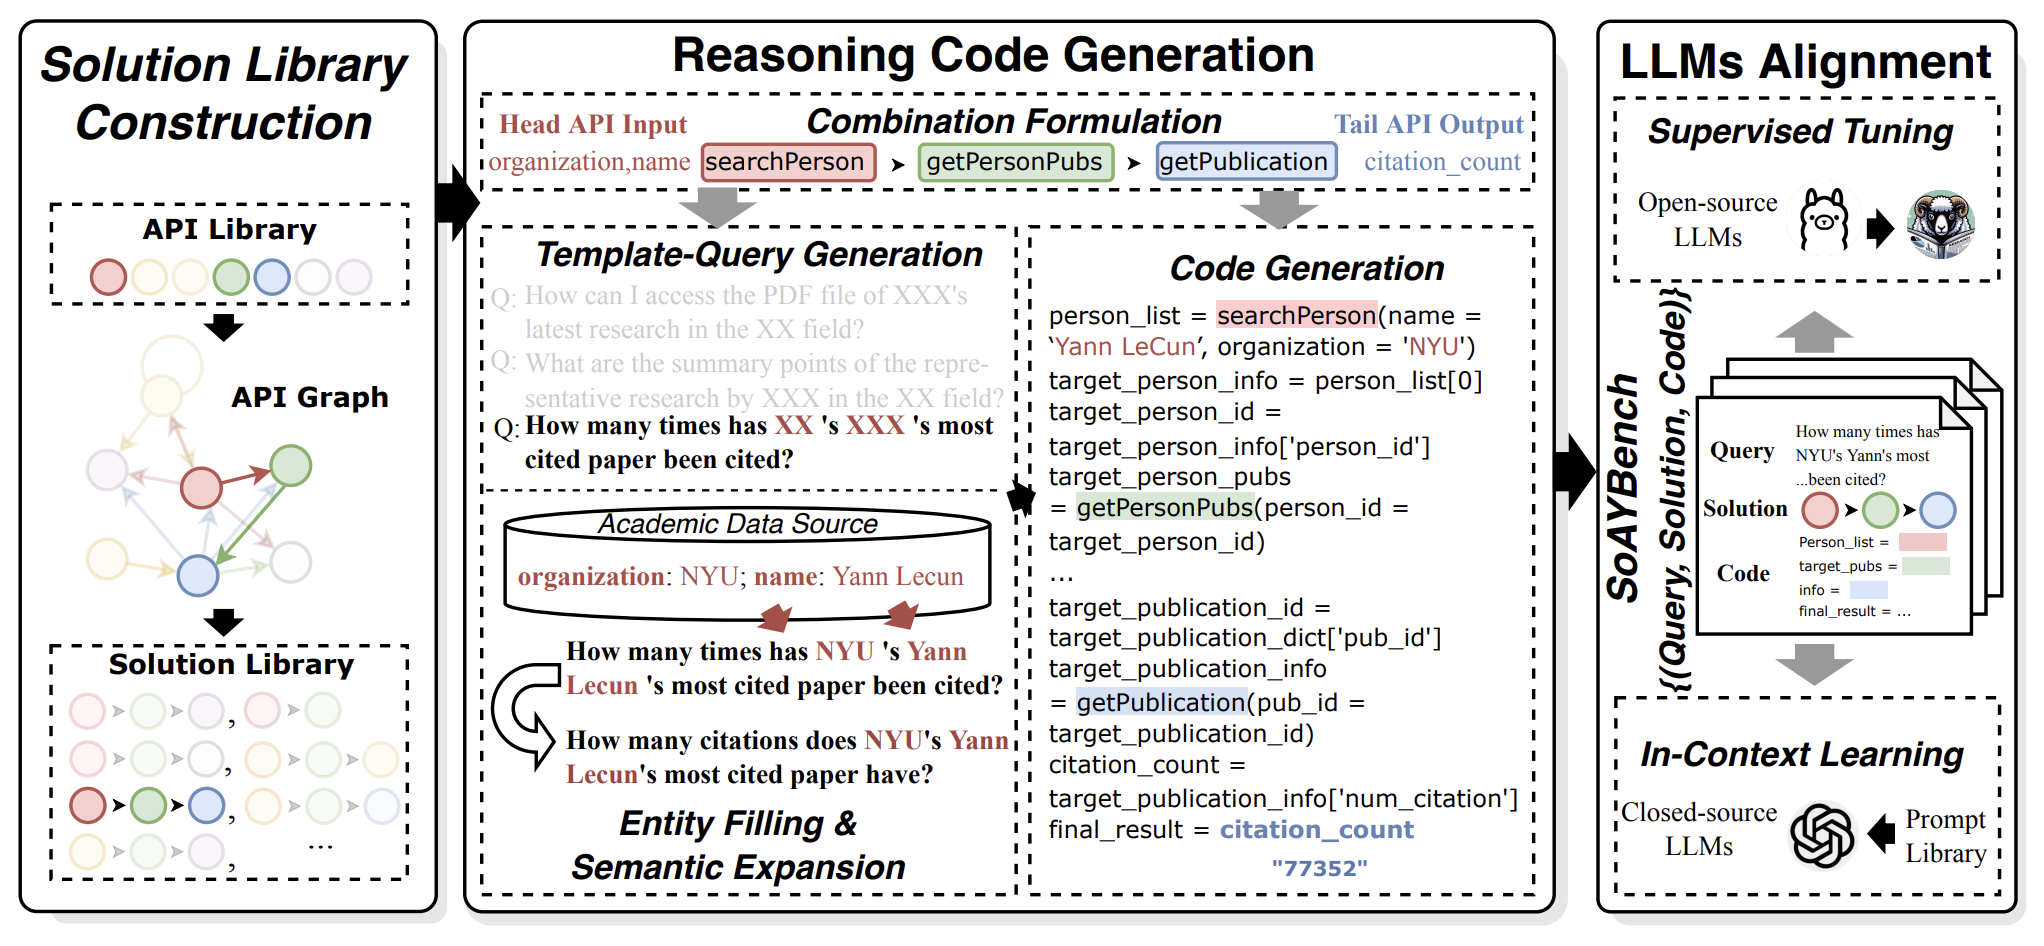 Solution Library
Construction
API Library
API Graph
Solution Library
,
,
,
,
...
Reasoning Code Generation
Combination Formulation
Head API Input
Tail API Output
organization,name
searchPerson
getPersonPubs
getPublication
citation_count
Template-Query Generation
Q: How can I access the PDF file of XXX's
latest research in the XX field?
Q: What are the summary points of the repre-
sentative research by XXX in the XX field?
Q: How many times has XX 's XXX 's most
cited paper been cited?
Academic Data Source
organization: NYU; name: Yann Lecun
How many times has NYU 's Yann
Lecun 's most cited paper been cited?
How many citations does NYU's Yann
Lecun's most cited paper have?
Entity Filling &
Semantic Expansion
Code Generation
person_list = searchPerson(name =
‘Yann LeCun’, organization = 'NYU')
target_person_info = person_list[0]
target_person_id =
target_person_info['person_id']
target_person_pubs
= getPersonPubs(person_id =
target_person_id)
...
target_publication_id =
target_publication_dict['pub_id']
target_publication_info
= getPublication(pub_id =
target_publication_id)
citation_count =
target_publication_info['num_citation']
final_result = citation_count
"77352"
LLMs Alignment
Supervised Tuning
Open-source
LLMs
SoAYBench
{(Query, Solution, Code)}
Query
How many times has
NYU's Yann's most
...been cited?
Solution
Code
Person_list =
target_pubs =
info =
final_result = ...
In-Context Learning
Closed-source
LLMs
Prompt
Library